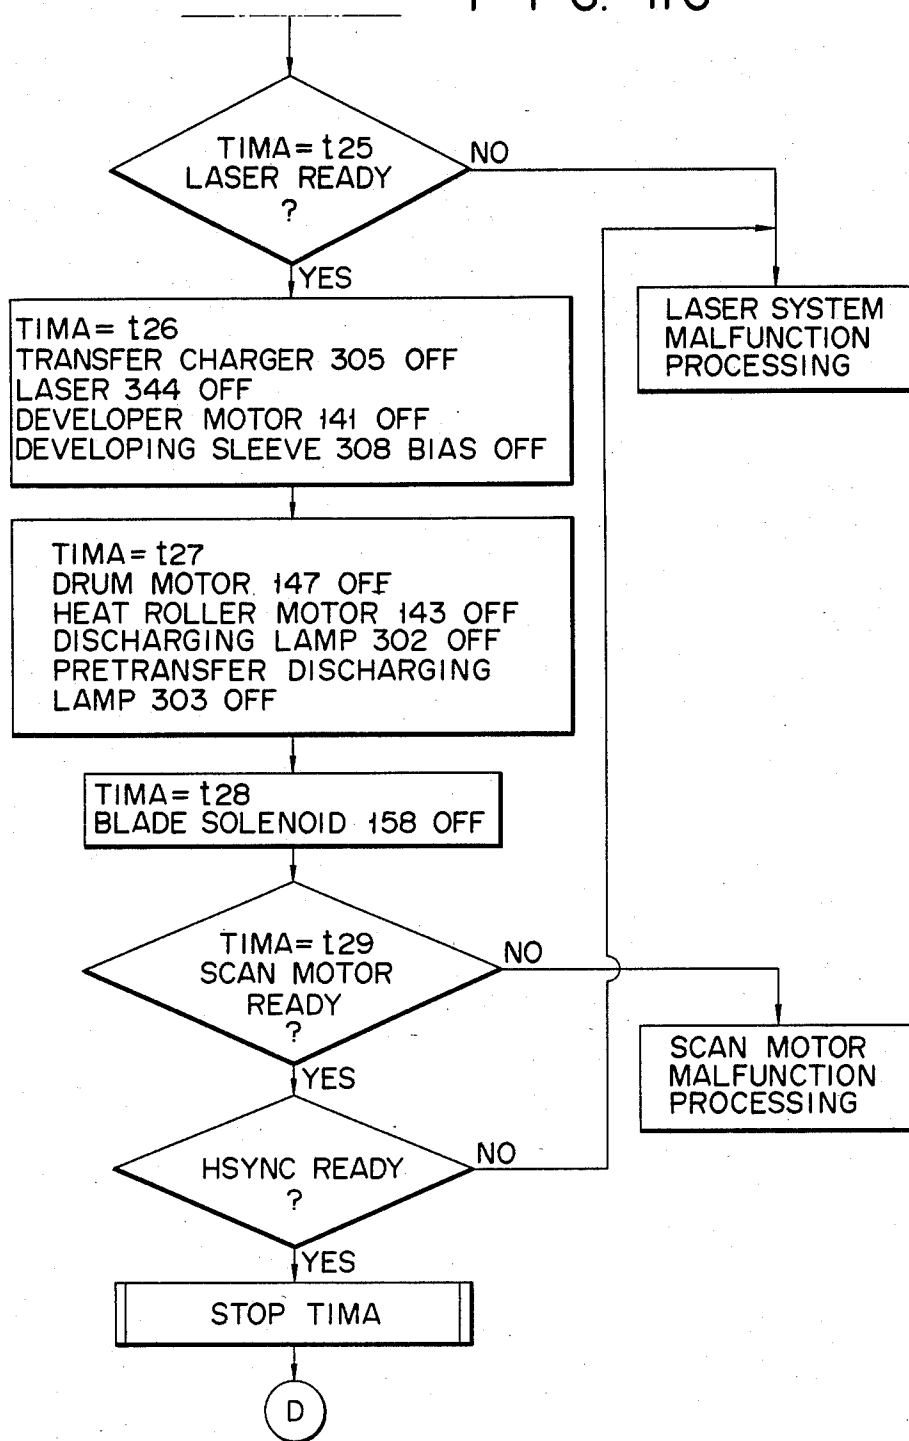 TIMA=t25
LASER READY
?
NO
YES
LASER SYSTEM
MALFUNCTION
PROCESSING
TIMA=t26
TRANSFER CHARGER 305 OFF
LASER 344 OFF
DEVELOPER MOTOR 141 OFF
DEVELOPING SLEEVE 308 BIAS OFF
TIMA=t27
DRUM MOTOR 147 OFF
HEAT ROLLER MOTOR 143 OFF
DISCHARGING LAMP 302 OFF
PRETRANSFER DISCHARGING
LAMP 303 OFF
TIMA=t28
BLADE SOLENOID 158 OFF
TIMA=t29
SCAN MOTOR
READY
?
NO
YES
SCAN MOTOR
MALFUNCTION
PROCESSING
HSYNC READY
?
NO
YES
STOP TIMA
D